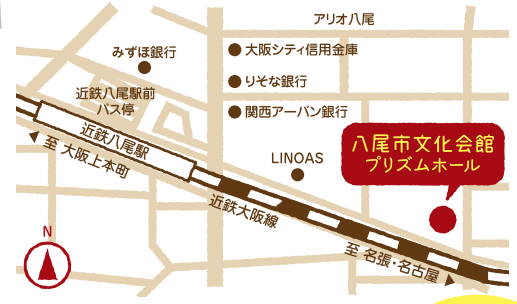 アリオ八尾
みずほ銀行
大阪シティ信用金庫
りそな銀行
近鉄八尾駅前
バス停
関西アーバン銀行
近鉄八尾駅
八尾市文化会館
プリズムホール
LINOAS
至 大阪上本町
近鉄大阪線
至 名張・名古屋
N